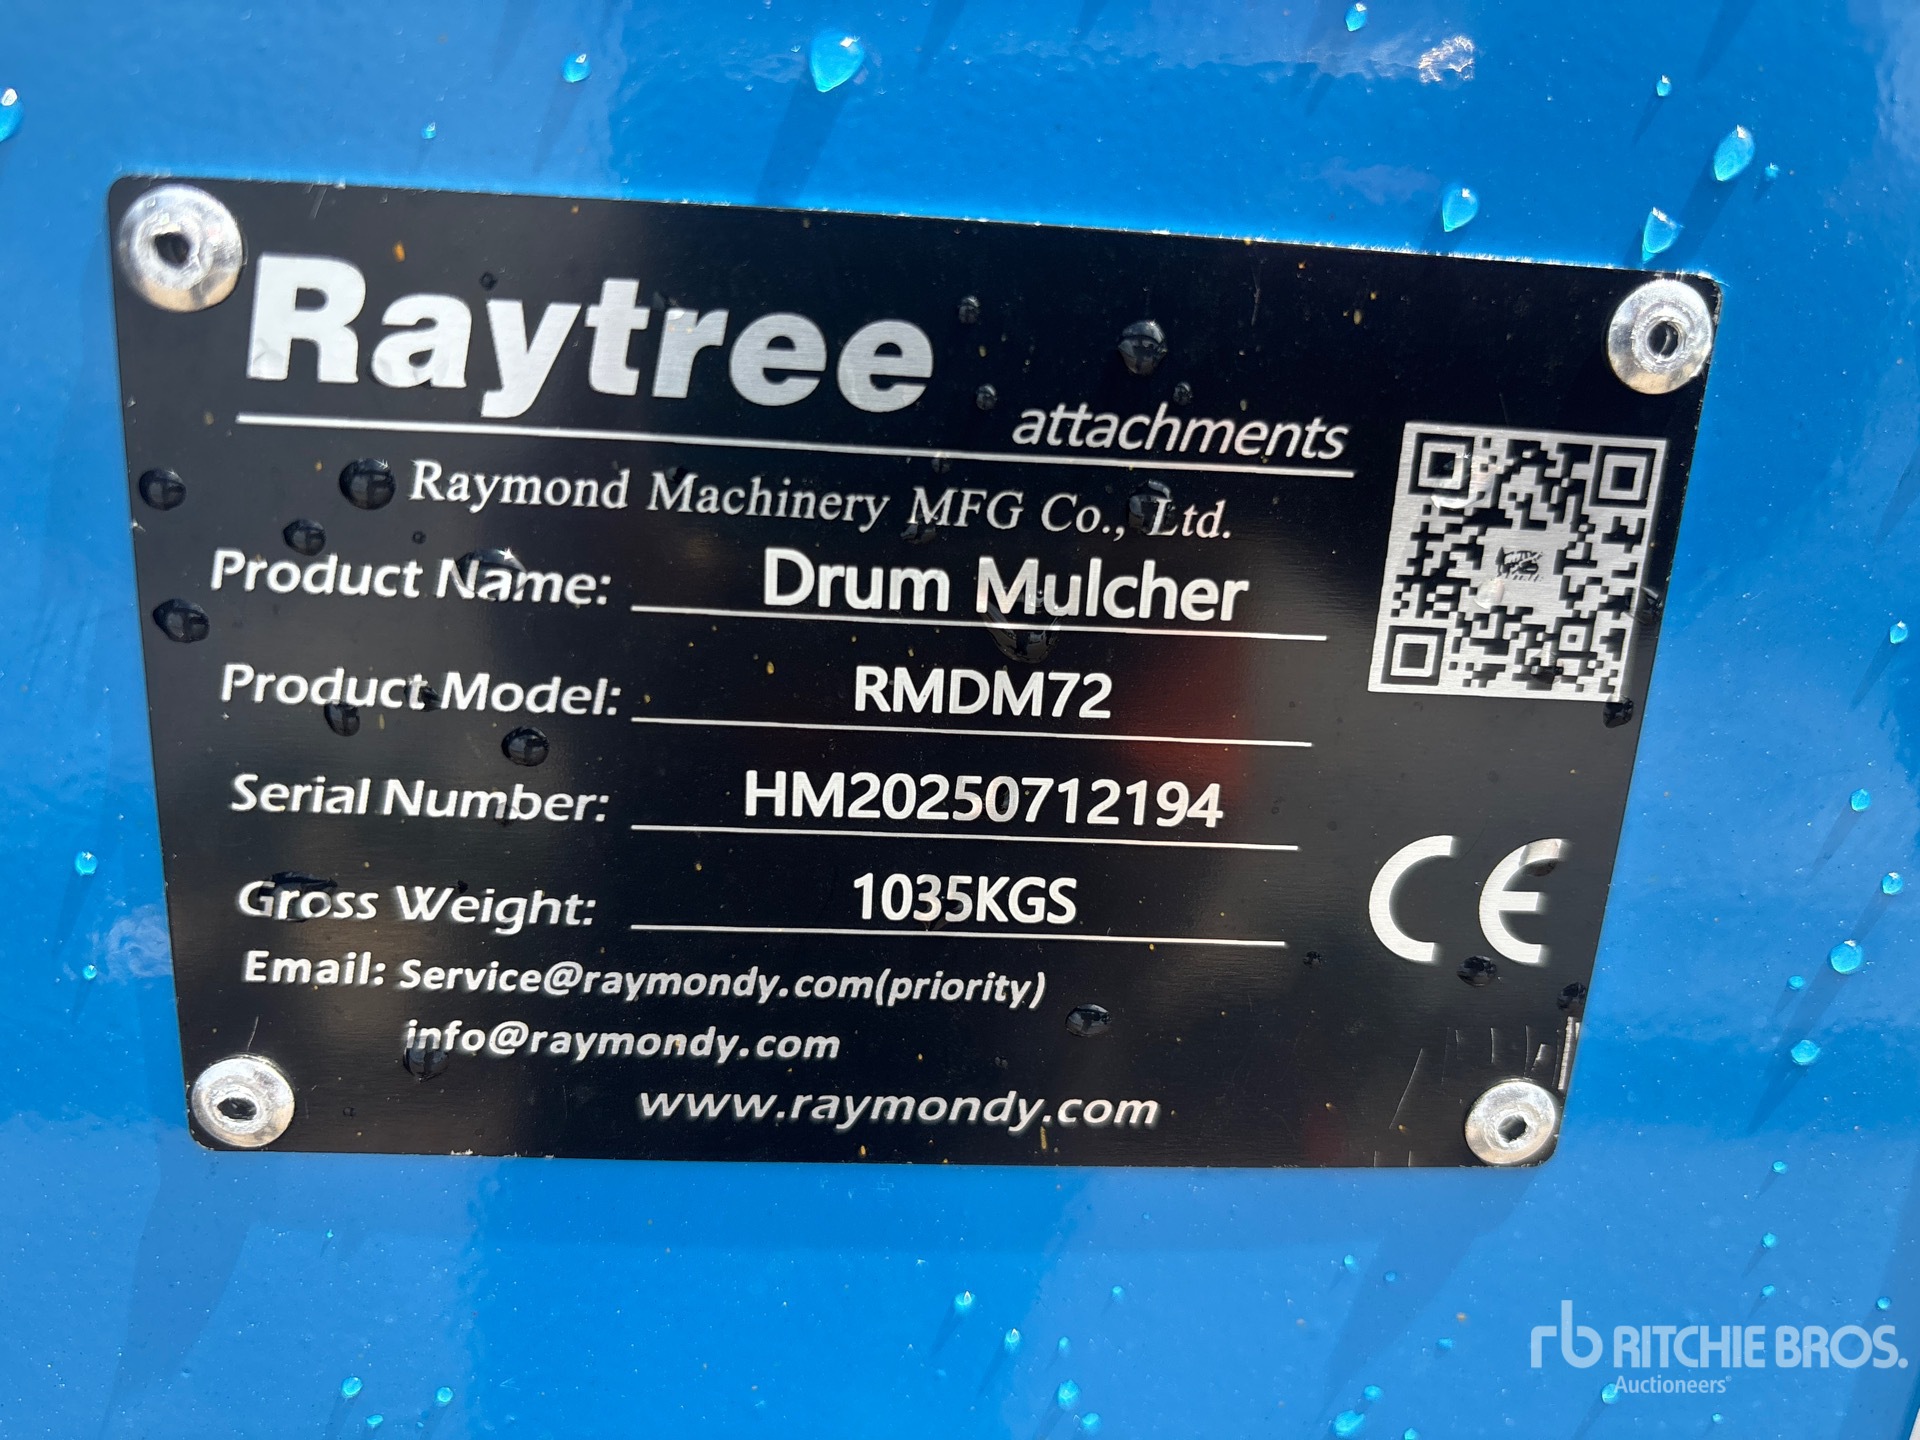 Raytree
attachments
Raymond Machinery MFG Co., Ltd.
Product Name: Drum Mulcher
Product Model: RMDM72
Serial Number: HM20250712194
Gross Weight: 1035KGS
CE
Email: Service@raymondy.com(priority)
info@raymondy.com
www.raymondy.com
rb RITCHIE BROS.
Auctioneers